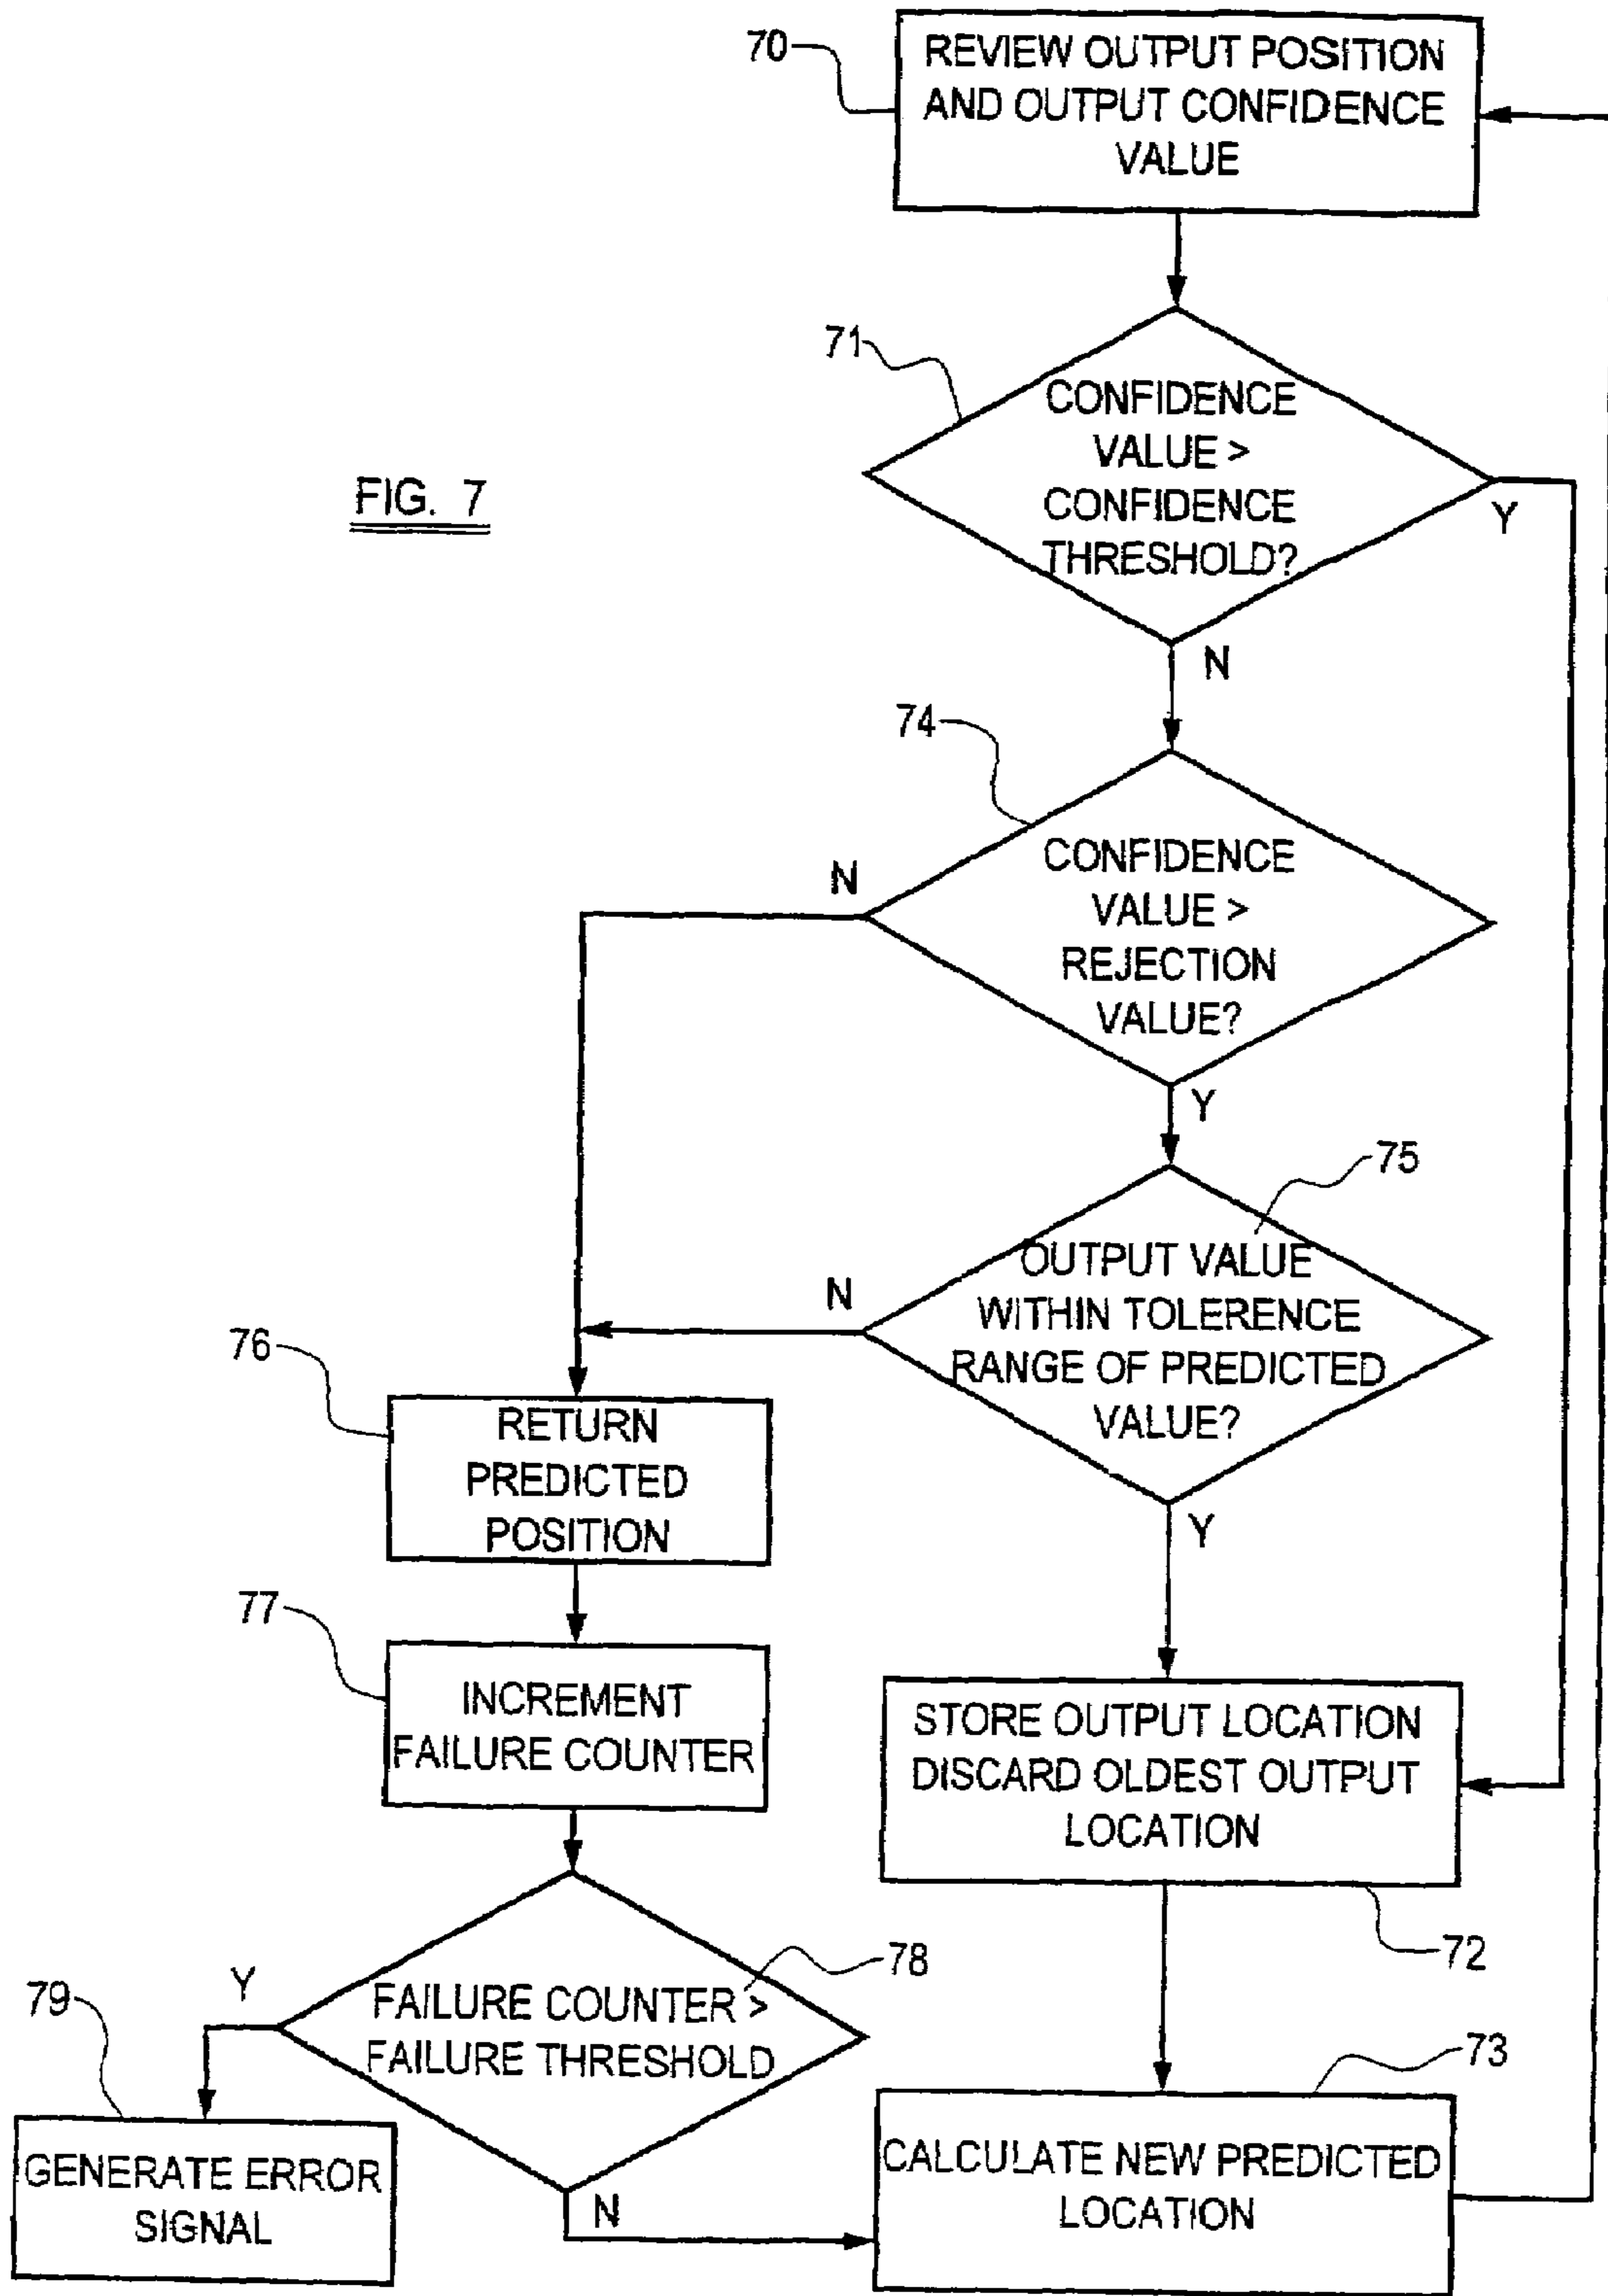 70
REVIEW OUTPUT POSITION
AND OUTPUT CONFIDENCE
VALUE
71
CONFIDENCE
VALUE >
CONFIDENCE
THRESHOLD?
Y
N
FIG. 7
74
CONFIDENCE
VALUE >
REJECTION
VALUE?
N
Y
75
OUTPUT VALUE
WITHIN TOLERENCE
RANGE OF PREDICTED
VALUE?
N
Y
76
RETURN
PREDICTED
POSITION
77
INCREMENT
FAILURE COUNTER
STORE OUTPUT LOCATION
DISCARD OLDEST OUTPUT
LOCATION
72
78
FAILURE COUNTER >
FAILURE THRESHOLD
Y
N
79
GENERATE ERROR
SIGNAL
73
CALCULATE NEW PREDICTED
LOCATION